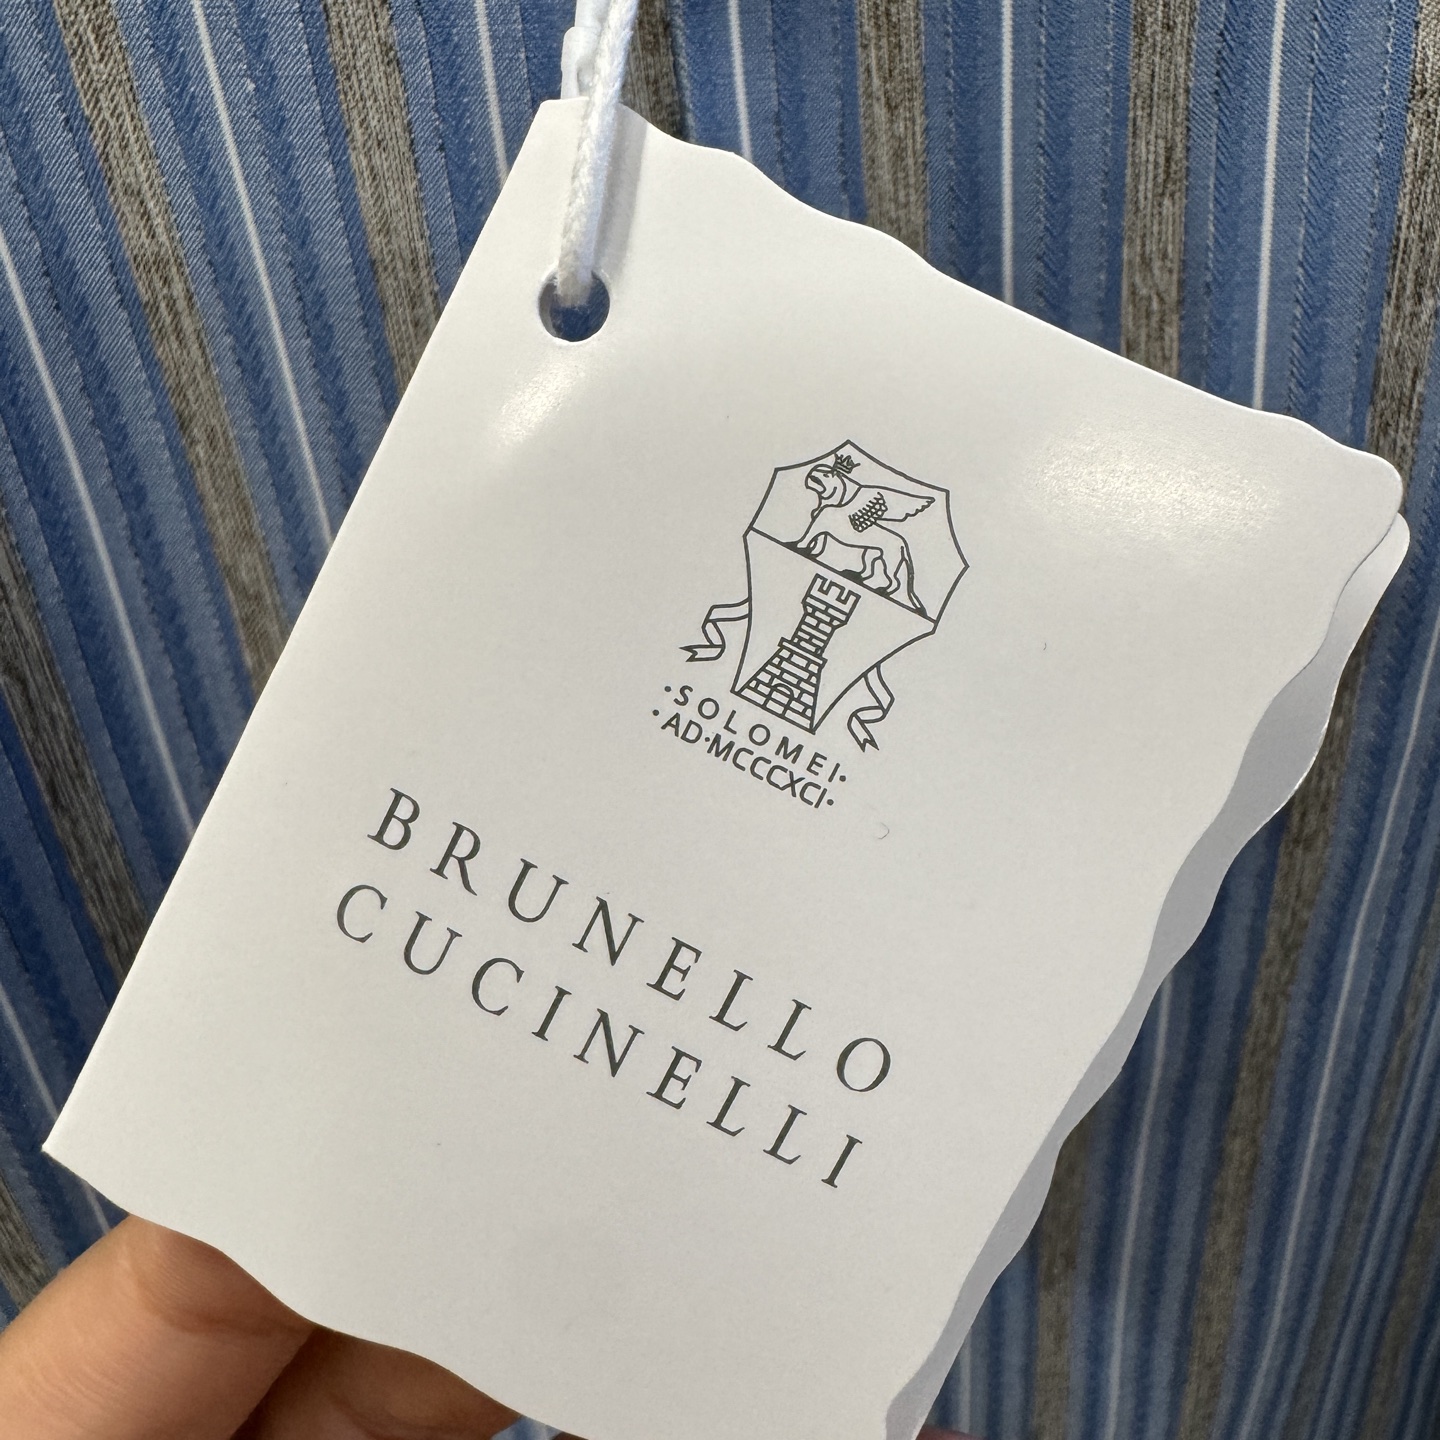 ·SOLOMEI·
·AD·MCCCXCI·
BRUNELLO
CUCINELLI